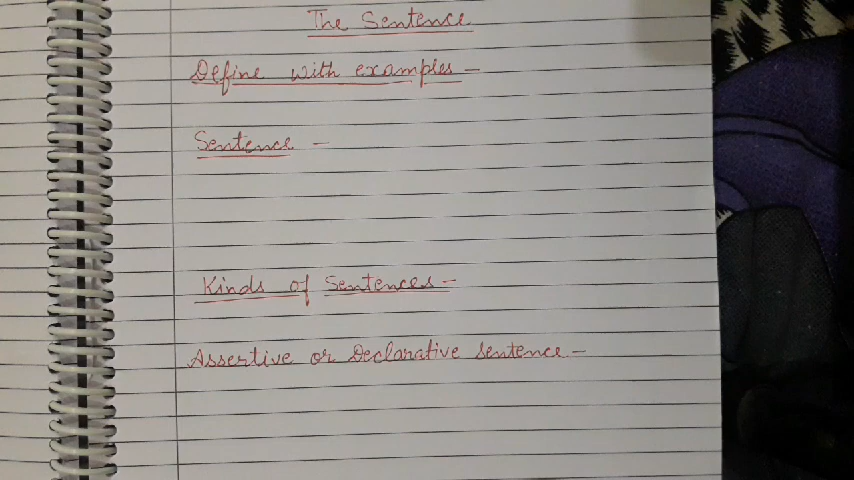 The Sentence
Define with examples -
Sentence -
Kinds of Sentences -
Assertive or Declarative Sentence -